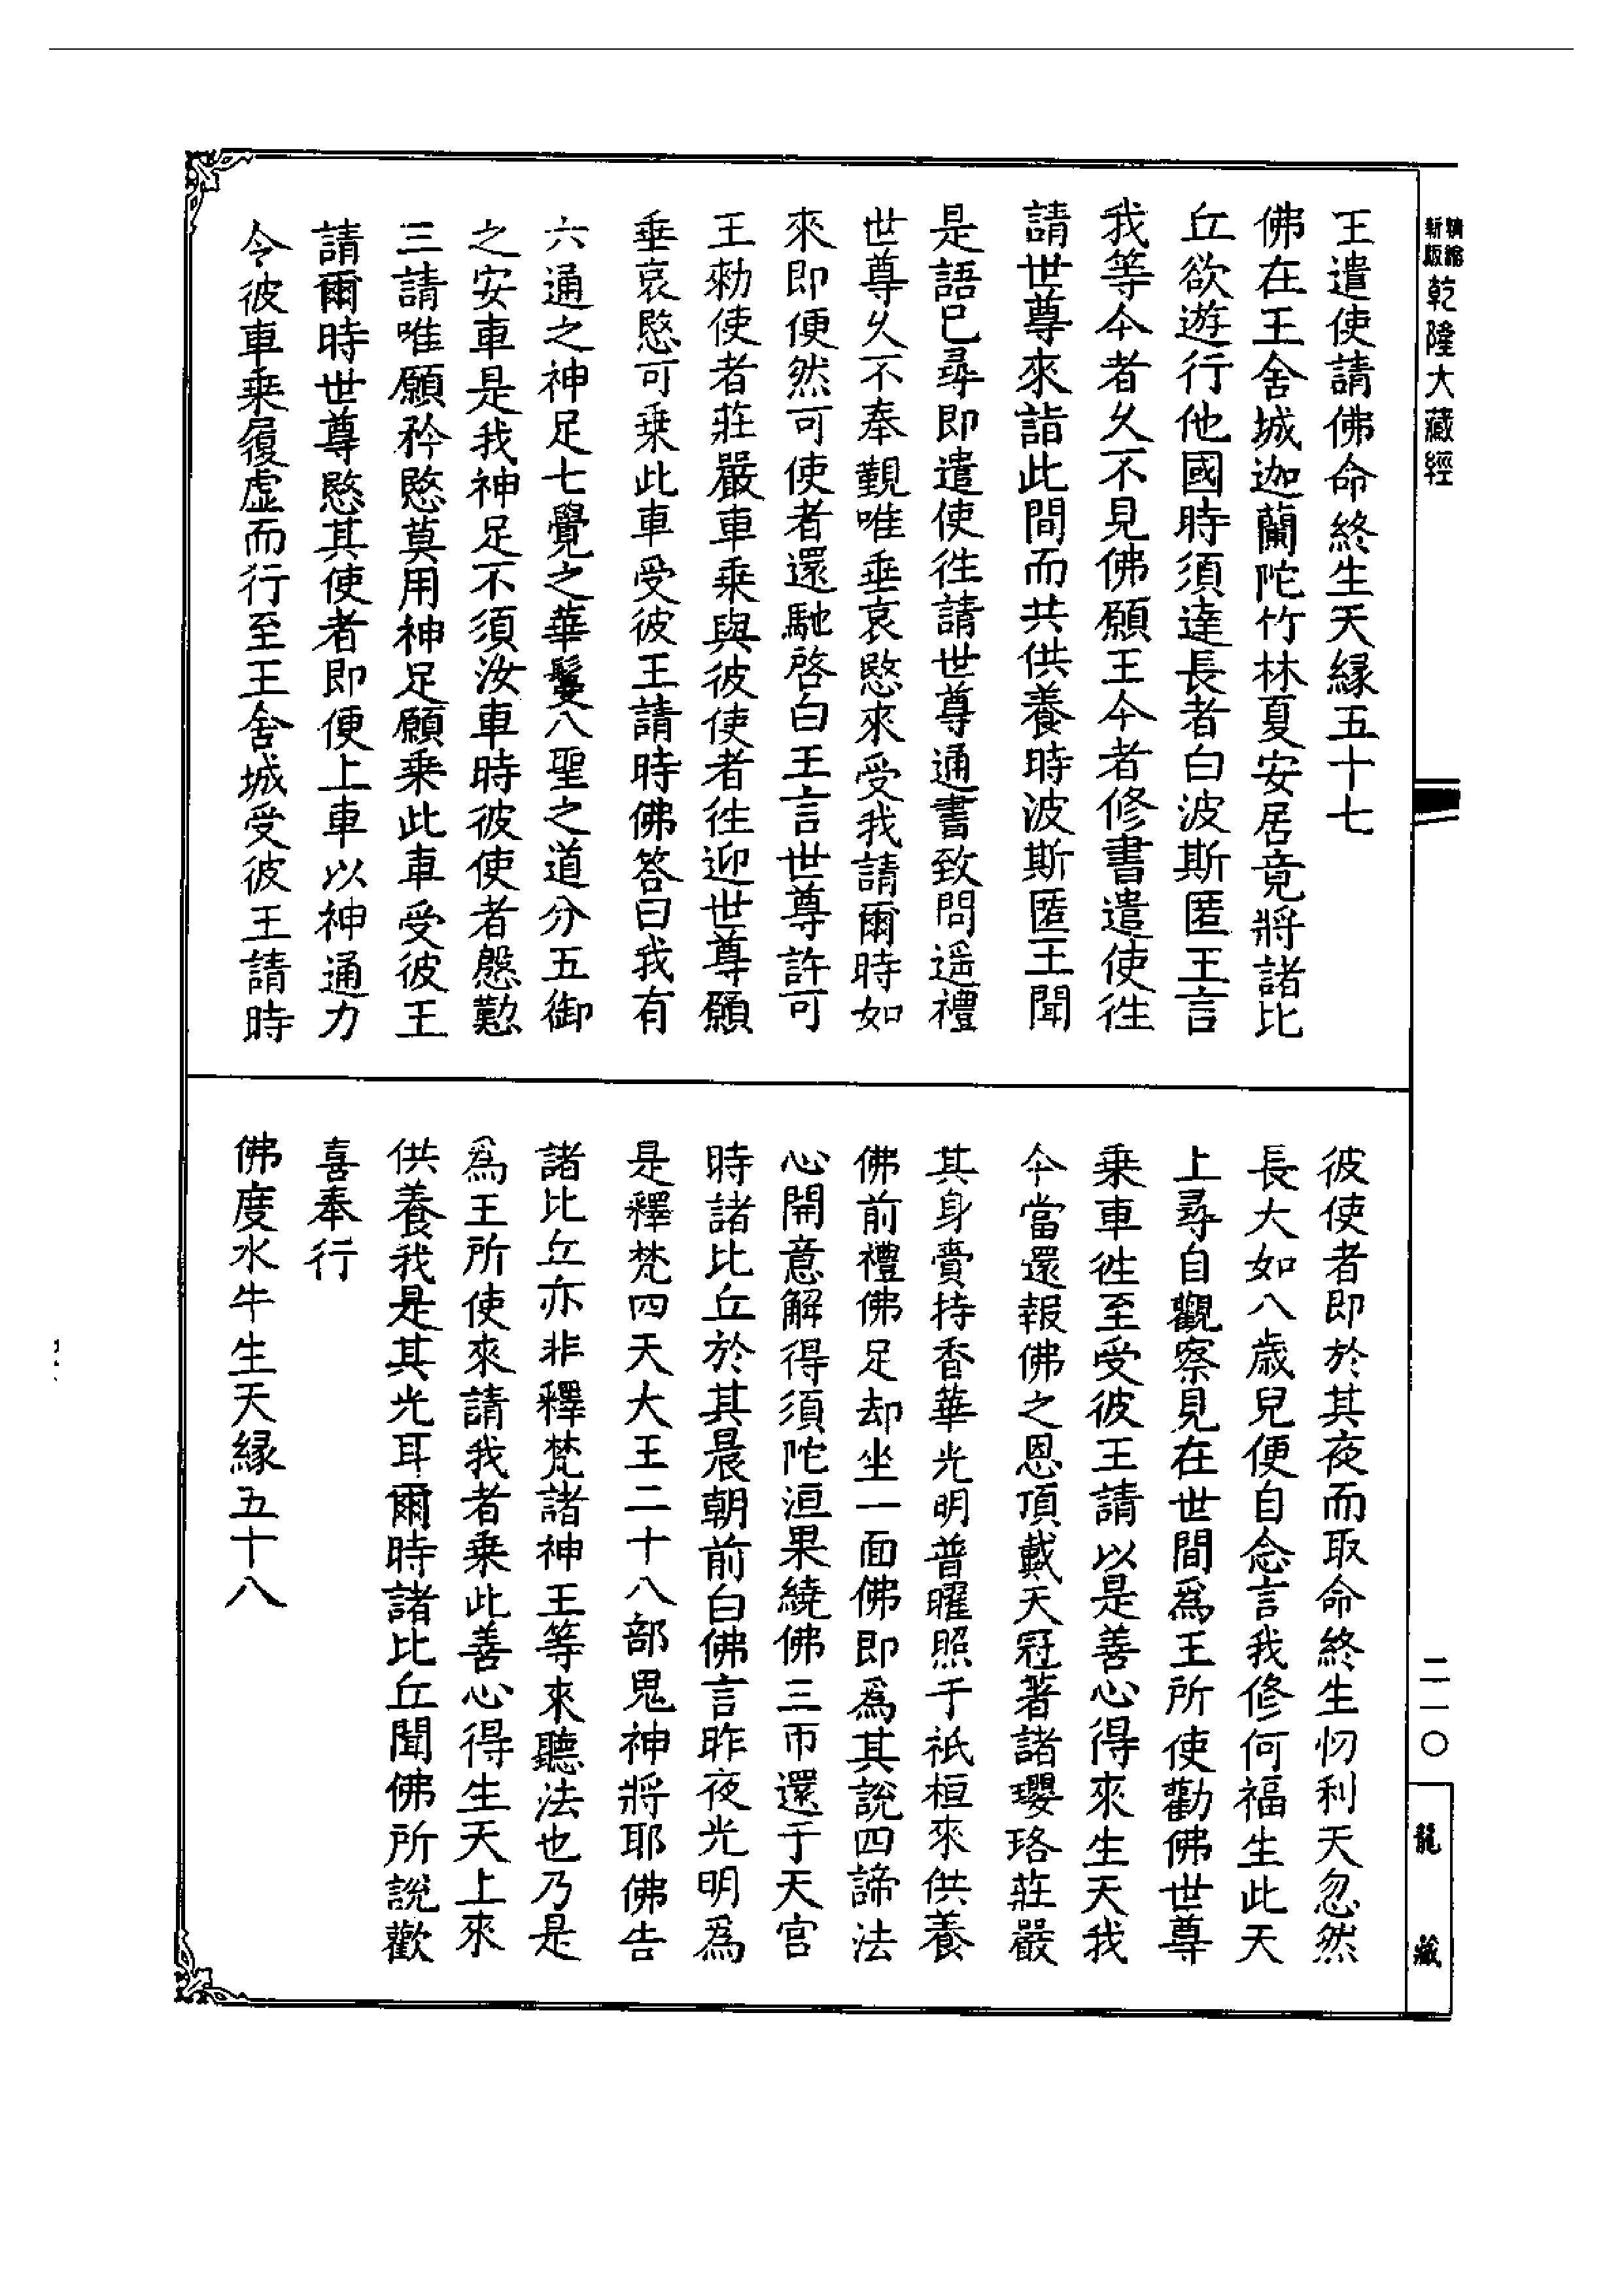 精縮新版乾隆大藏經
王遣使請佛命終生天緣五十七
佛在王舍城迦蘭陀竹林夏安居竟將諸比
丘欲遊行他國時須達長者白波斯匿王言
我等今者乆不見佛願王今者修書遣使徃
請世尊來詣此間而共供養時波斯匿王聞
是語已尋即遣使徃請世尊通書致問遥禮
世尊乆不奉覲唯垂哀愍來受我請爾時如
來即便然可使者還馳啓白王言世尊許可
王勑使者莊嚴車乘與彼使者徃迎世尊願
垂哀愍可乗此車受彼王請時佛答曰我有
六通之神足七覺之華鬘八聖之道分五御
之安車是我神足不須汝車時彼使者慇懃
三請唯願矜愍莫用神足願乗此車受彼王
請爾時世尊愍其使者即便上車以神通力
令彼車乗履虛而行至王舍城受彼王請時
彼使者即於其夜而取命終生忉利天忽然
長大如八歳兒便自念言我修何福生此天
上尋自觀察見在世間爲王所使勸佛世尊
乗車徃至受彼王請以是善心得來生天我
今當還報佛之恩頂戴天冠著諸瓔珞莊嚴
其身賫持香華光明普曜照于祇桓來供養
佛前禮佛足却坐一面佛即爲其説四諦法
心開意解得須陀洹果繞佛三帀還于天宮
時諸比丘於其晨朝前白佛言昨夜光明爲
是釋梵四天大王二十八部鬼神將耶佛告
諸比丘亦非釋梵諸神王等來聽法也乃是
爲王所使來請我者乗此善心得生天上來
供養我是其光耳爾時諸比丘聞佛所説歡
喜奉行
佛度水牛生天緣五十八
二一〇
龍藏